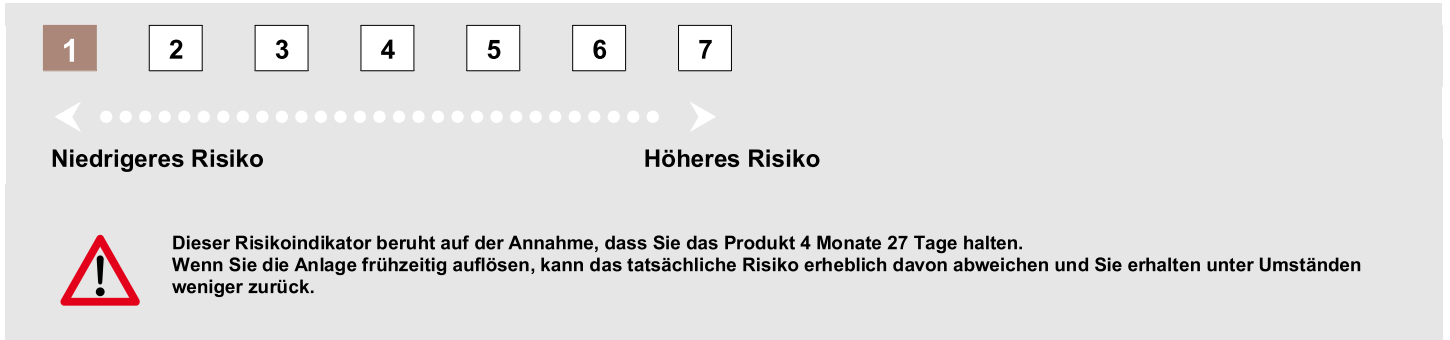 1 2 3 4 5 6 7
Niedrigeres Risiko Höheres Risiko
Dieser Risikoindikator beruht auf der Annahme, dass Sie das Produkt 4 Monate 27 Tage halten.
Wenn Sie die Anlage frühzeitig auflösen, kann das tatsächliche Risiko erheblich davon abweichen und Sie erhalten unter Umständen
weniger zurück.